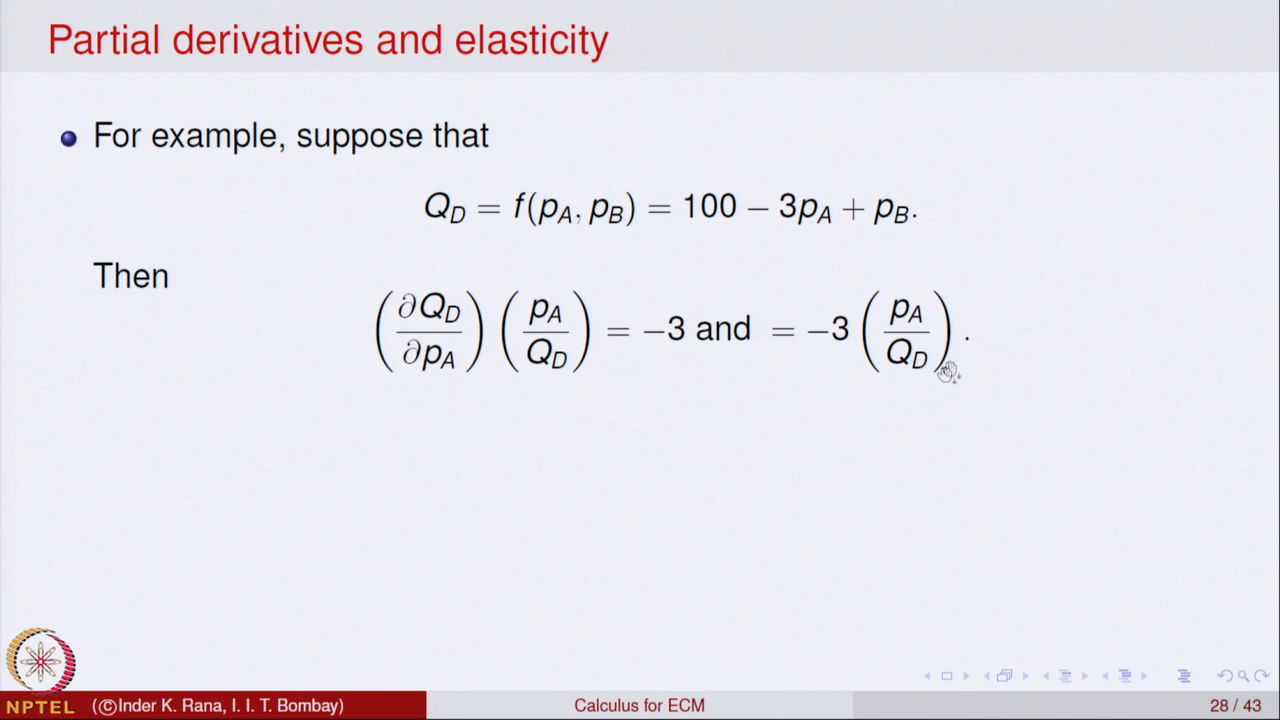 Partial derivatives and elasticity
For example, suppose that
Q_D = f(p_A, p_B) = 100 − 3p_A + p_B.
Then
(∂Q_D/∂p_A) (p_A/Q_D) = −3 and = −3 (p_A/Q_D).
NPTEL (©Inder K. Rana, I. I. T. Bombay) Calculus for ECM 28 / 43